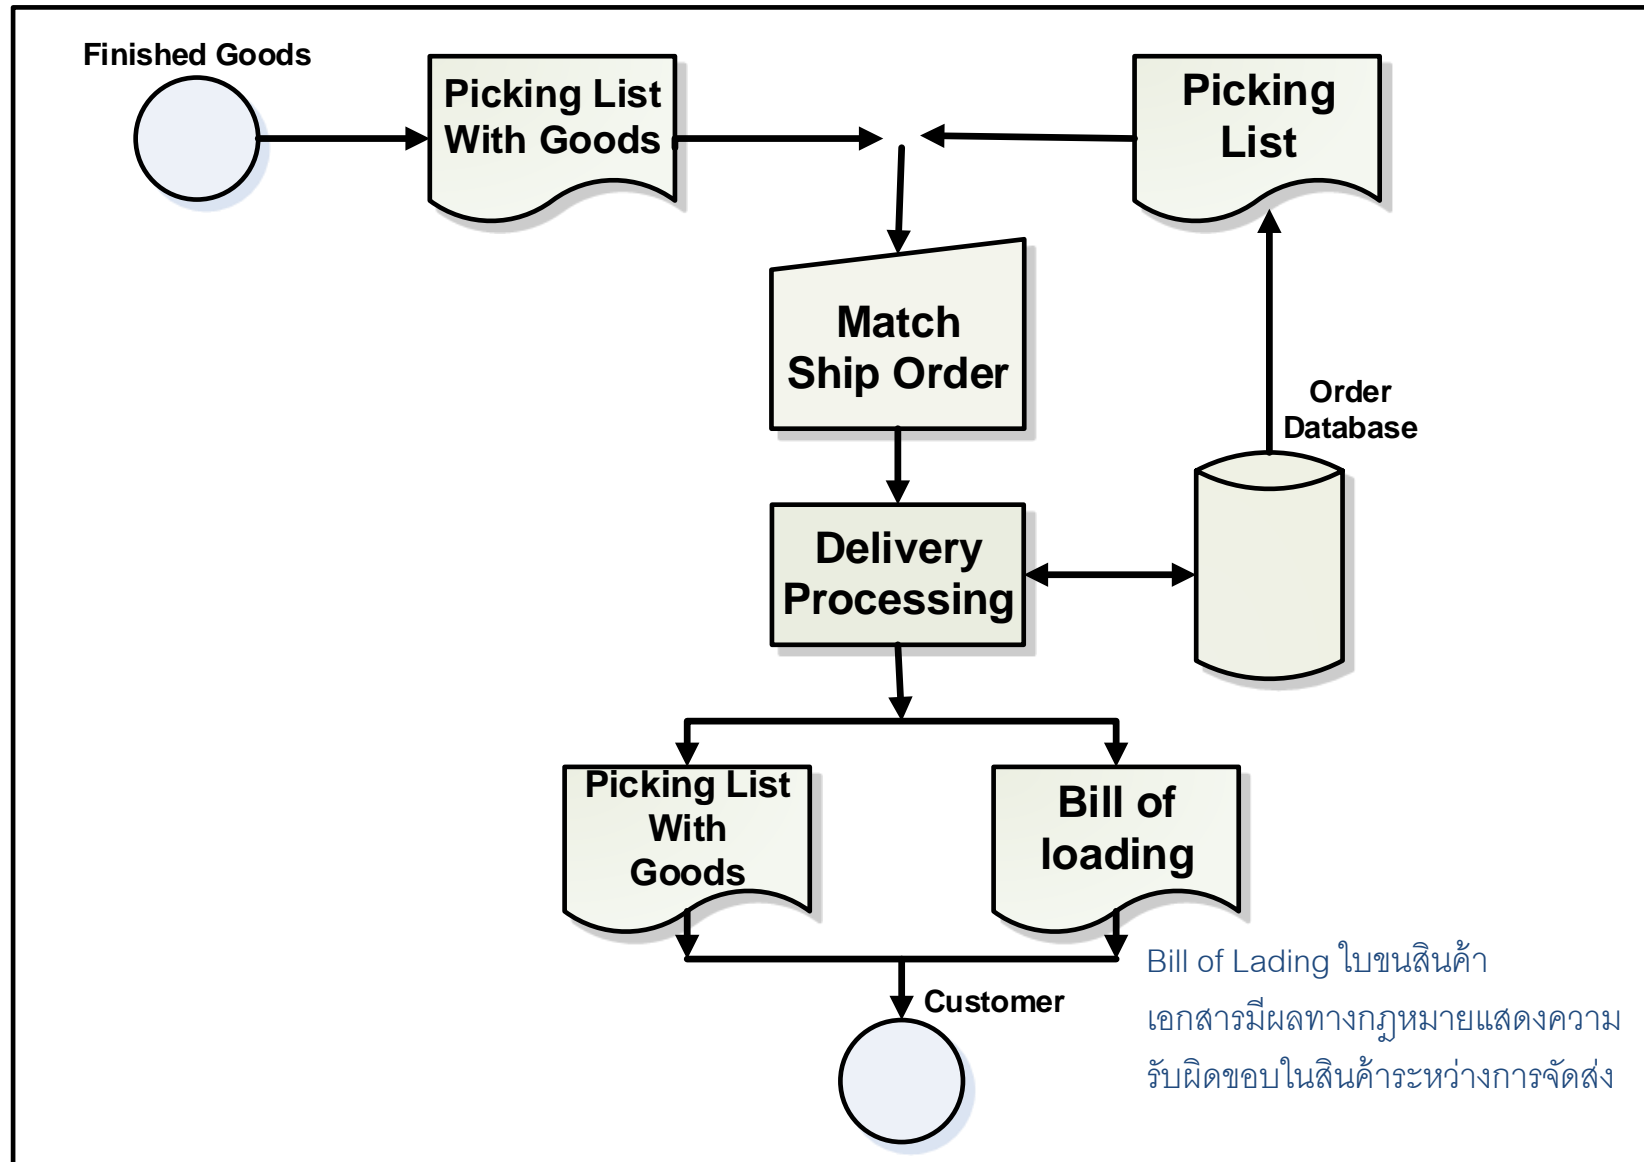 Finished Goods
Picking List
With Goods
Picking
List
Match
Ship Order
Order
Database
Delivery
Processing
Picking List
With
Goods
Bill of
loading
Bill of Lading ใบขนสินค้า
เอกสารมีผลทางกฎหมายแสดงความ
รับผิดขอบในสินค้าระหว่างการจัดส่ง
Customer